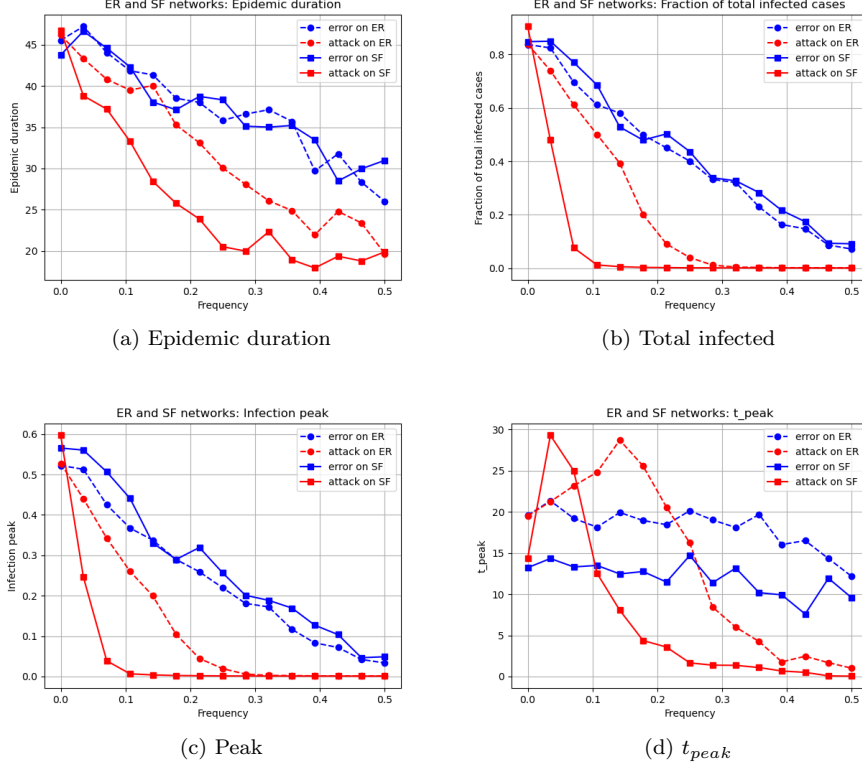 ER and SF networks: Epidemic duration
error on ER
attack on ER
error on SF
attack on SF
45
40
35
30
25
20
Epidemic duration
0.0 0.1 0.2 0.3 0.4 0.5
Frequency
(a) Epidemic duration
ER and SF networks: Fraction of total infected cases
error on ER
attack on ER
error on SF
attack on SF
0.8
0.6
0.4
0.2
0.0
Fraction of total infected cases
0.0 0.1 0.2 0.3 0.4 0.5
Frequency
(b) Total infected
ER and SF networks: Infection peak
error on ER
attack on ER
error on SF
attack on SF
0.6
0.5
0.4
0.3
0.2
0.1
0.0
Infection peak
0.0 0.1 0.2 0.3 0.4 0.5
Frequency
(c) Peak
ER and SF networks: t_peak
error on ER
attack on ER
error on SF
attack on SF
30
25
20
15
10
5
0
t_peak
0.0 0.1 0.2 0.3 0.4 0.5
Frequency
(d) t_peak